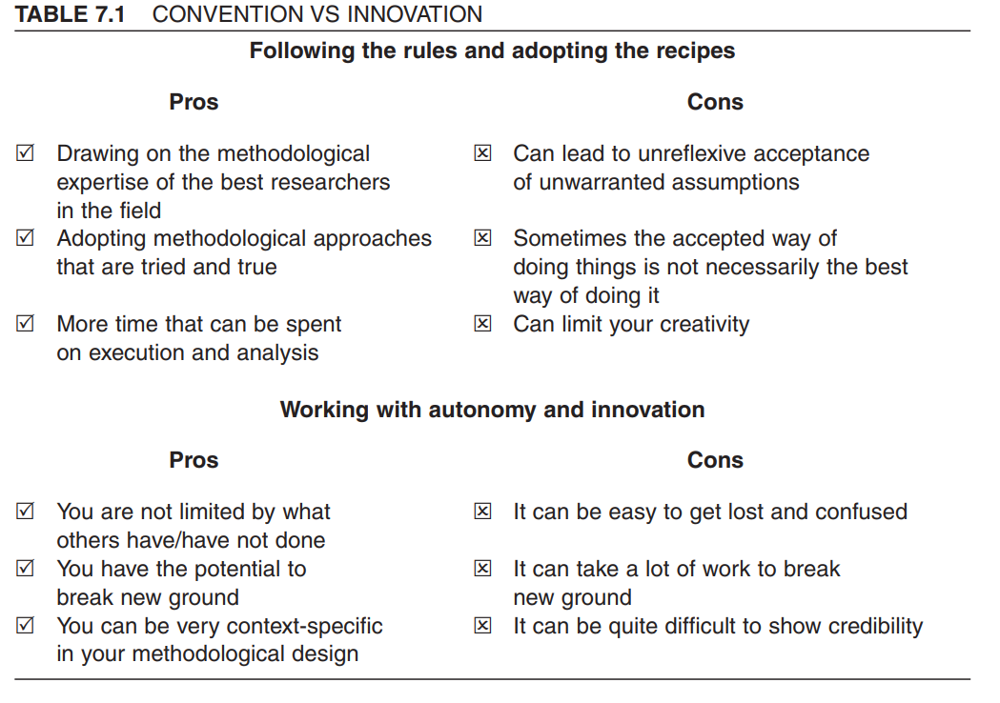 TABLE 7.1 CONVENTION VS INNOVATION
Following the rules and adopting the recipes
Pros Cons
☑ Drawing on the methodological
expertise of the best researchers
in the field
☒ Can lead to unreflexive acceptance
of unwarranted assumptions
☑ Adopting methodological approaches
that are tried and true
☒ Sometimes the accepted way of
doing things is not necessarily the best
way of doing it
☑ More time that can be spent
on execution and analysis
☒ Can limit your creativity
Working with autonomy and innovation
Pros Cons
☑ You are not limited by what
others have/have not done
☒ It can be easy to get lost and confused
☑ You have the potential to
break new ground
☒ It can take a lot of work to break
new ground
☑ You can be very context-specific
in your methodological design
☒ It can be quite difficult to show credibility